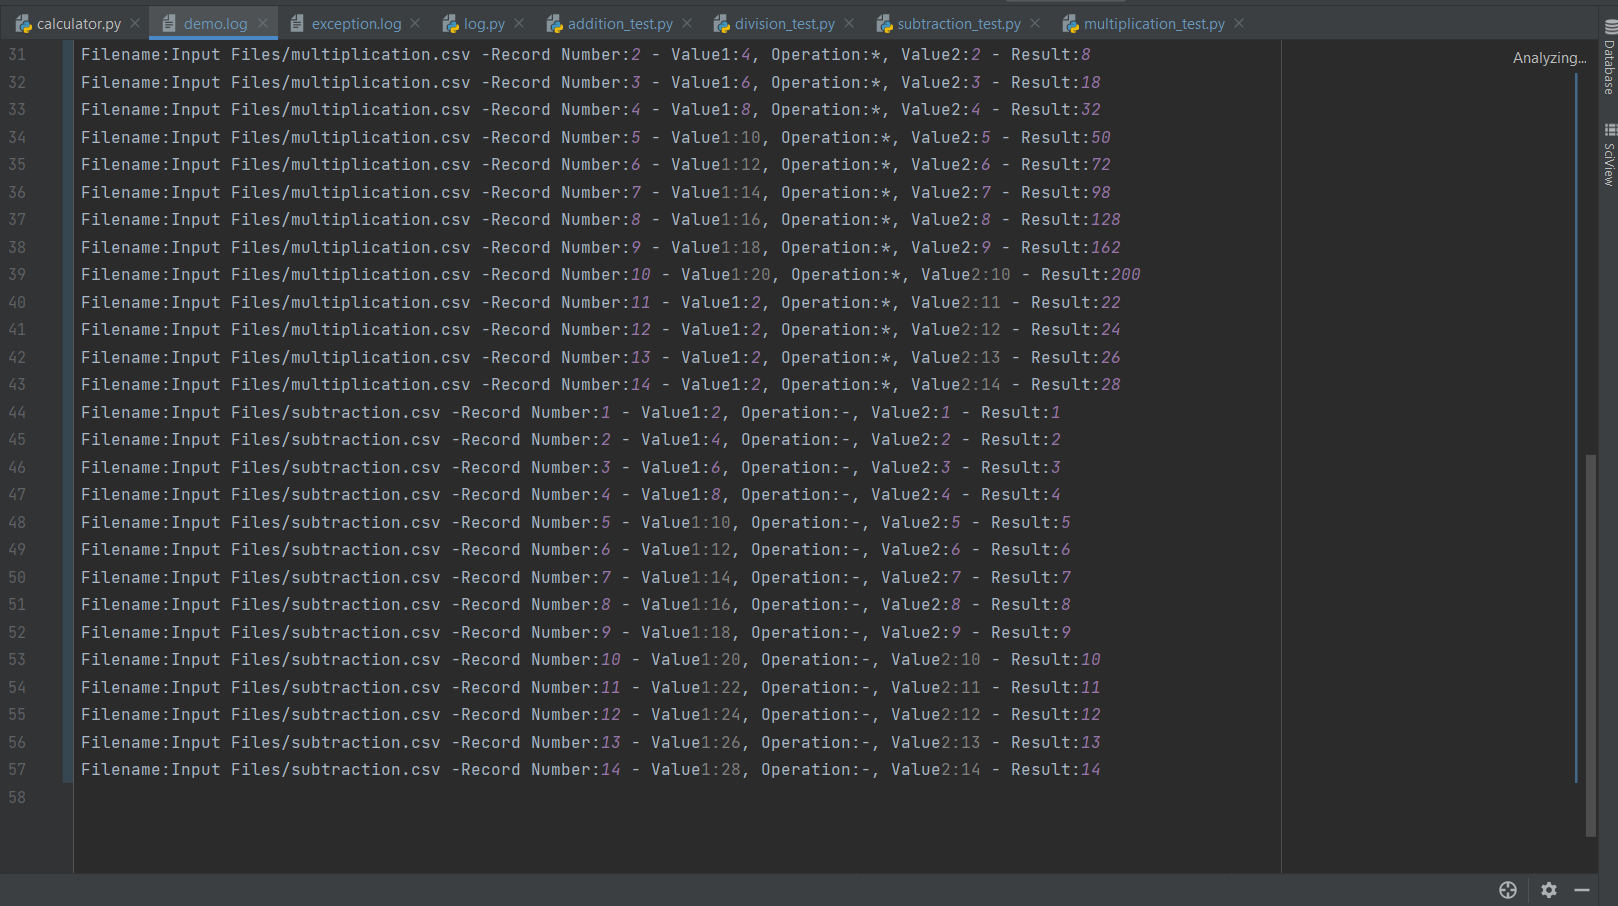 calculator.py demo.log exception.log log.py addition_test.py division_test.py subtraction_test.py multiplication_test.py
Analyzing...
31 Filename:Input Files/multiplication.csv -Record Number:2 - Value1:4, Operation:*, Value2:2 - Result:8
32 Filename:Input Files/multiplication.csv -Record Number:3 - Value1:6, Operation:*, Value2:3 - Result:18
33 Filename:Input Files/multiplication.csv -Record Number:4 - Value1:8, Operation:*, Value2:4 - Result:32
34 Filename:Input Files/multiplication.csv -Record Number:5 - Value1:10, Operation:*, Value2:5 - Result:50
35 Filename:Input Files/multiplication.csv -Record Number:6 - Value1:12, Operation:*, Value2:6 - Result:72
36 Filename:Input Files/multiplication.csv -Record Number:7 - Value1:14, Operation:*, Value2:7 - Result:98
37 Filename:Input Files/multiplication.csv -Record Number:8 - Value1:16, Operation:*, Value2:8 - Result:128
38 Filename:Input Files/multiplication.csv -Record Number:9 - Value1:18, Operation:*, Value2:9 - Result:162
39 Filename:Input Files/multiplication.csv -Record Number:10 - Value1:20, Operation:*, Value2:10 - Result:200
40 Filename:Input Files/multiplication.csv -Record Number:11 - Value1:2, Operation:*, Value2:11 - Result:22
41 Filename:Input Files/multiplication.csv -Record Number:12 - Value1:2, Operation:*, Value2:12 - Result:24
42 Filename:Input Files/multiplication.csv -Record Number:13 - Value1:2, Operation:*, Value2:13 - Result:26
43 Filename:Input Files/multiplication.csv -Record Number:14 - Value1:2, Operation:*, Value2:14 - Result:28
44 Filename:Input Files/subtraction.csv -Record Number:1 - Value1:2, Operation:-, Value2:1 - Result:1
45 Filename:Input Files/subtraction.csv -Record Number:2 - Value1:4, Operation:-, Value2:2 - Result:2
46 Filename:Input Files/subtraction.csv -Record Number:3 - Value1:6, Operation:-, Value2:3 - Result:3
47 Filename:Input Files/subtraction.csv -Record Number:4 - Value1:8, Operation:-, Value2:4 - Result:4
48 Filename:Input Files/subtraction.csv -Record Number:5 - Value1:10, Operation:-, Value2:5 - Result:5
49 Filename:Input Files/subtraction.csv -Record Number:6 - Value1:12, Operation:-, Value2:6 - Result:6
50 Filename:Input Files/subtraction.csv -Record Number:7 - Value1:14, Operation:-, Value2:7 - Result:7
51 Filename:Input Files/subtraction.csv -Record Number:8 - Value1:16, Operation:-, Value2:8 - Result:8
52 Filename:Input Files/subtraction.csv -Record Number:9 - Value1:18, Operation:-, Value2:9 - Result:9
53 Filename:Input Files/subtraction.csv -Record Number:10 - Value1:20, Operation:-, Value2:10 - Result:10
54 Filename:Input Files/subtraction.csv -Record Number:11 - Value1:22, Operation:-, Value2:11 - Result:11
55 Filename:Input Files/subtraction.csv -Record Number:12 - Value1:24, Operation:-, Value2:12 - Result:12
56 Filename:Input Files/subtraction.csv -Record Number:13 - Value1:26, Operation:-, Value2:13 - Result:13
57 Filename:Input Files/subtraction.csv -Record Number:14 - Value1:28, Operation:-, Value2:14 - Result:14
58
Database
SciView